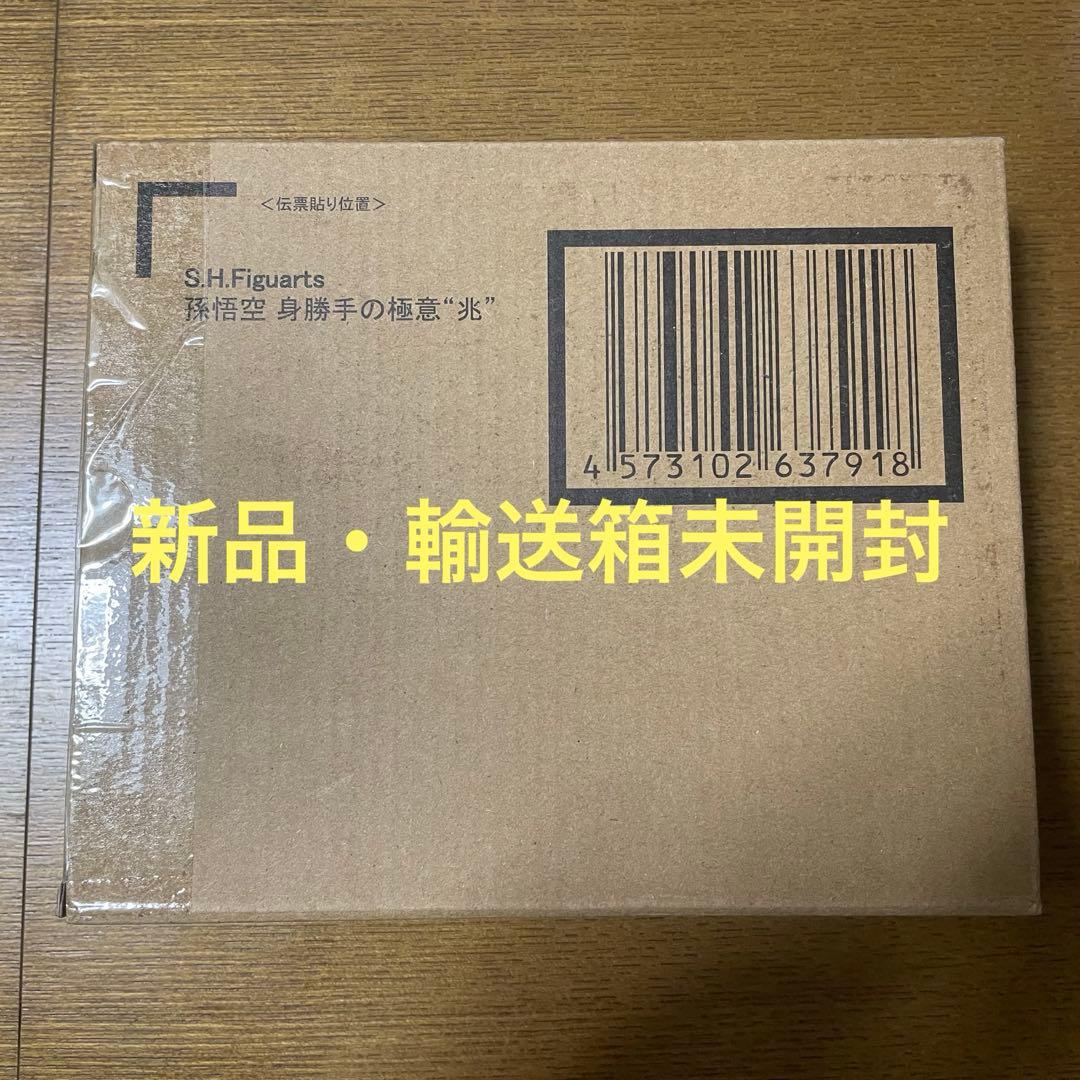 ＜伝票貼り位置＞
S.H.Figuarts
孫悟空 身勝手の極意“兆”
4 573102 637918
新品・輸送箱未開封